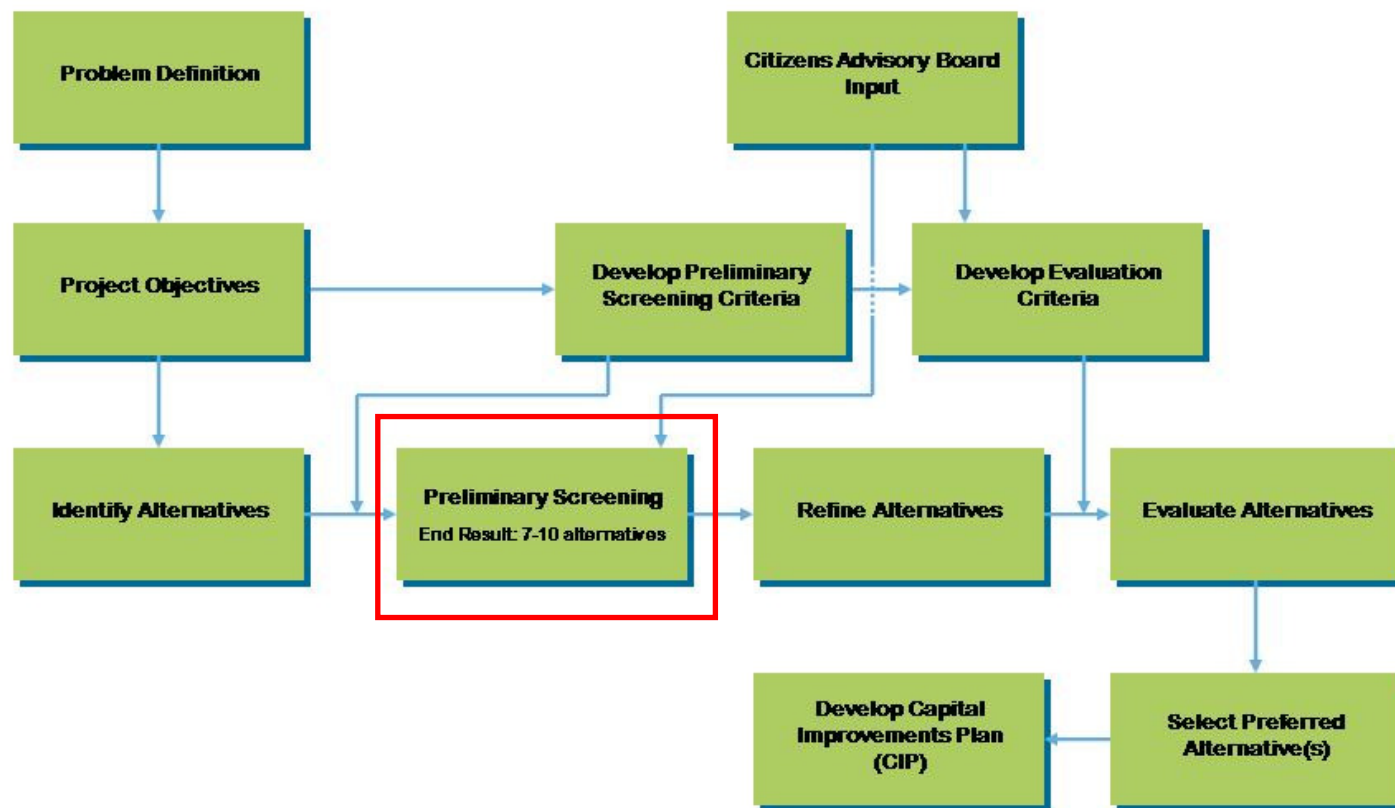 Problem Definition
Citizens Advisory Board
Input
Project Objectives
Develop Preliminary
Screening Criteria
Develop Evaluation
Criteria
Identify Alternatives
Preliminary Screening
End Result: 7-10 alternatives
Refine Alternatives
Evaluate Alternatives
Develop Capital
Improvements Plan
(CIP)
Select Preferred
Alternative(s)